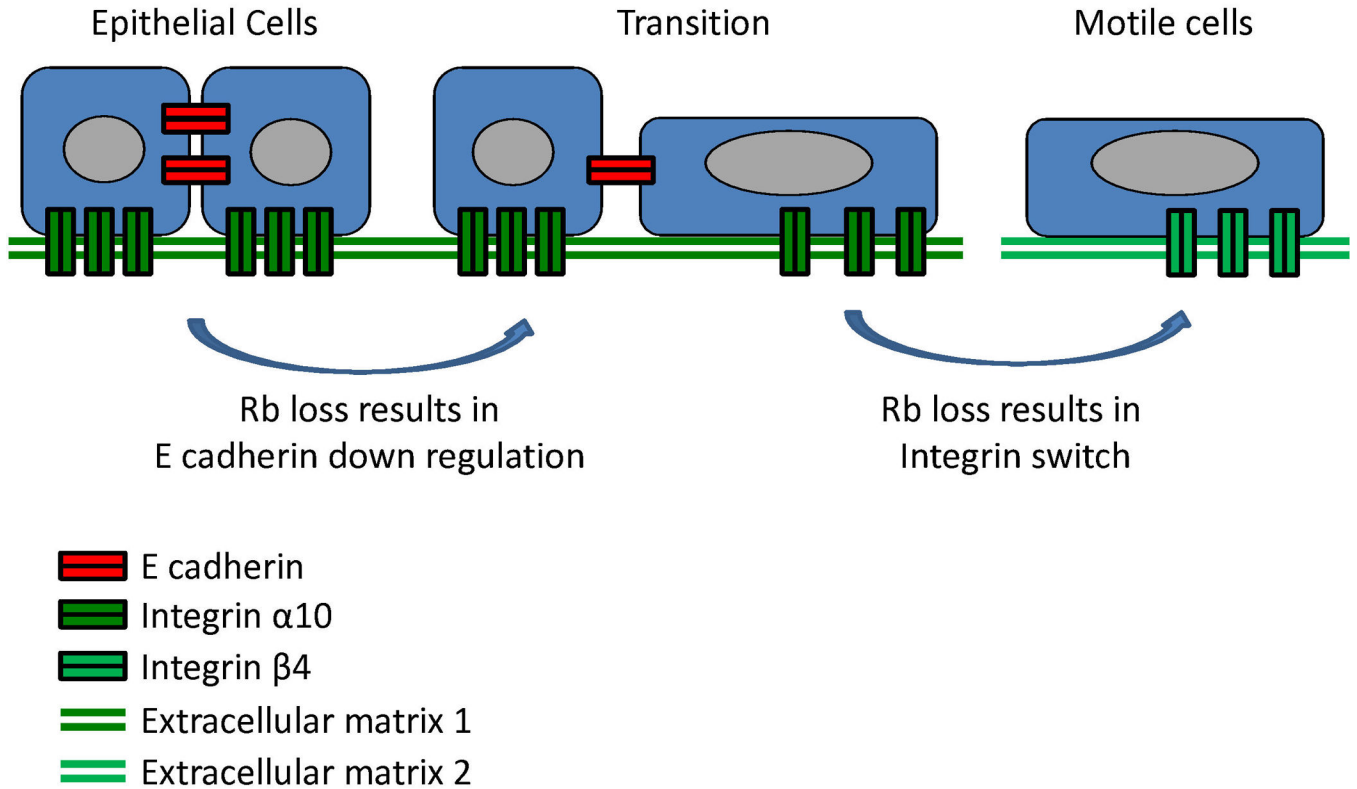 Epithelial Cells
Transition
Motile cells
Rb loss results in
E cadherin down regulation
Rb loss results in
Integrin switch
E cadherin
Integrin α10
Integrin β4
Extracellular matrix 1
Extracellular matrix 2